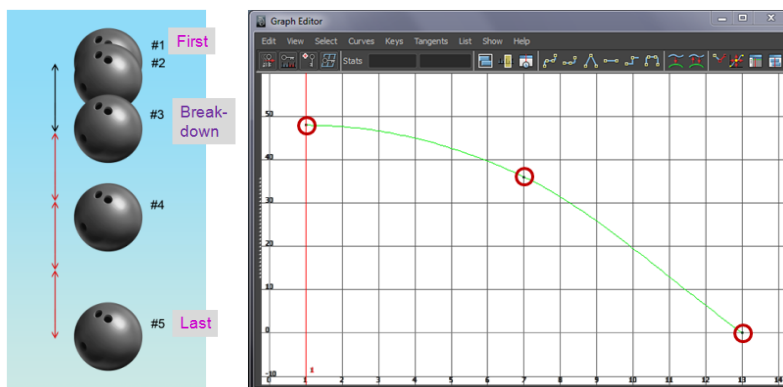 #1 First
#2
#3 Break-
down
#4
#5 Last
Graph Editor
Edit View Select Curves Keys Tangents List Show Help
Stats
50
40
30
20
10
0
-10
1
0 1 2 3 4 5 6 7 8 9 10 11 12 13 14